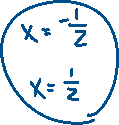 x = -1/2
x = 1/2